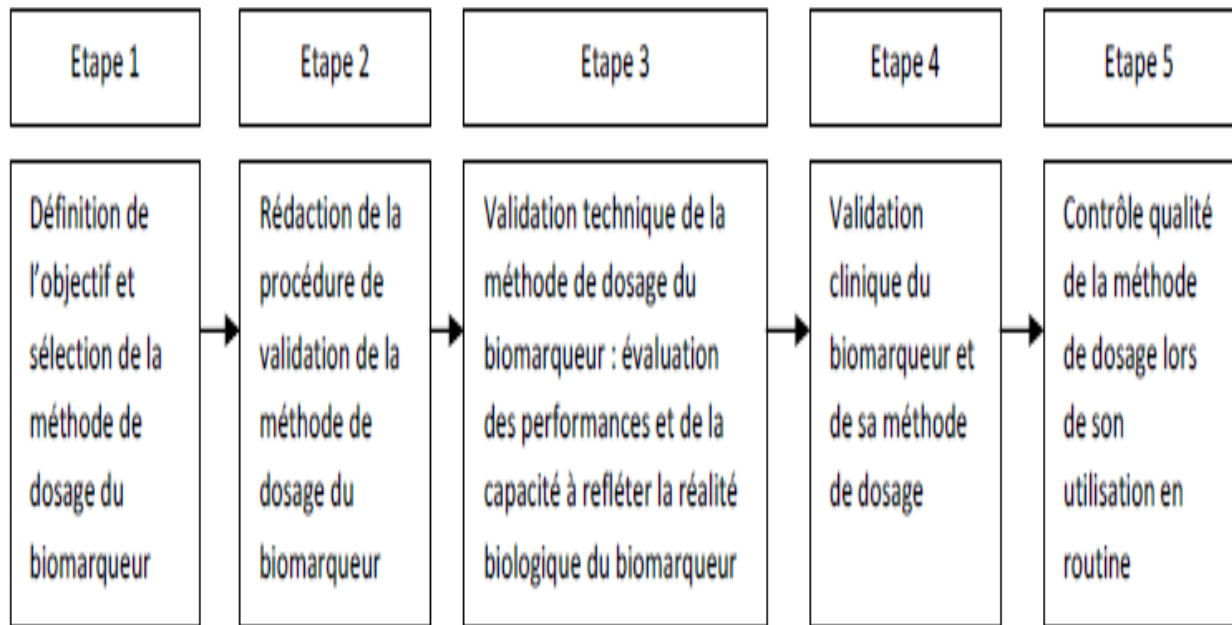 Etape 1
Etape 2
Etape 3
Etape 4
Etape 5
Définition de
l'objectif et
sélection de la
méthode de
dosage du
biomarqueur
Rédaction de la
procédure de
validation de la
méthode de
dosage du
biomarqueur
Validation technique de la
méthode de dosage du
biomarqueur : évaluation
des performances et de la
capacité à refléter la réalité
biologique du biomarqueur
Validation
clinique du
biomarqueur et
de sa méthode
de dosage
Contrôle qualité
de la méthode
de dosage lors
de son
utilisation en
routine